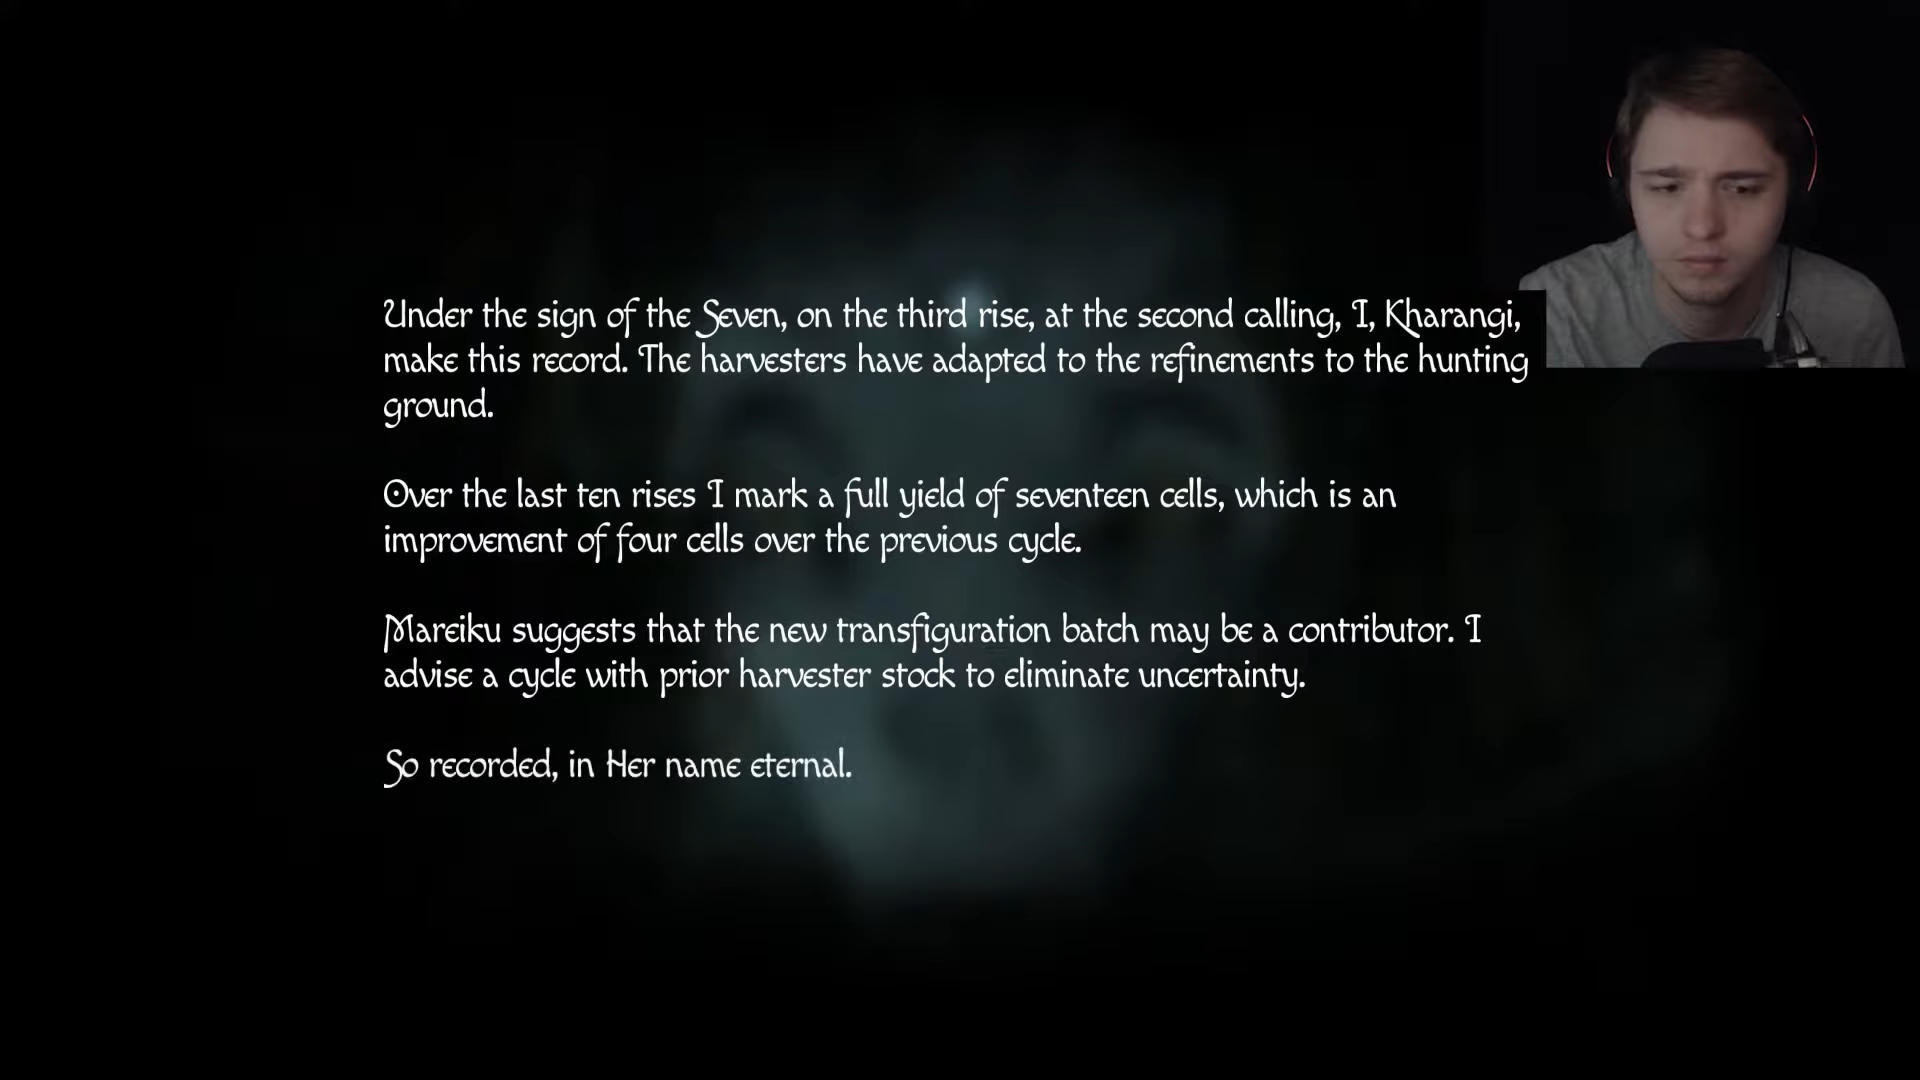 Under the sign of the Seven, on the third rise, at the second calling, I, Kharangi,
make this record. The harvesters have adapted to the refinements to the hunting
ground.
Over the last ten rises I mark a full yield of seventeen cells, which is an
improvement of four cells over the previous cycle.
Mareiku suggests that the new transfiguration batch may be a contributor. I
advise a cycle with prior harvester stock to eliminate uncertainty.
So recorded, in Her name eternal.